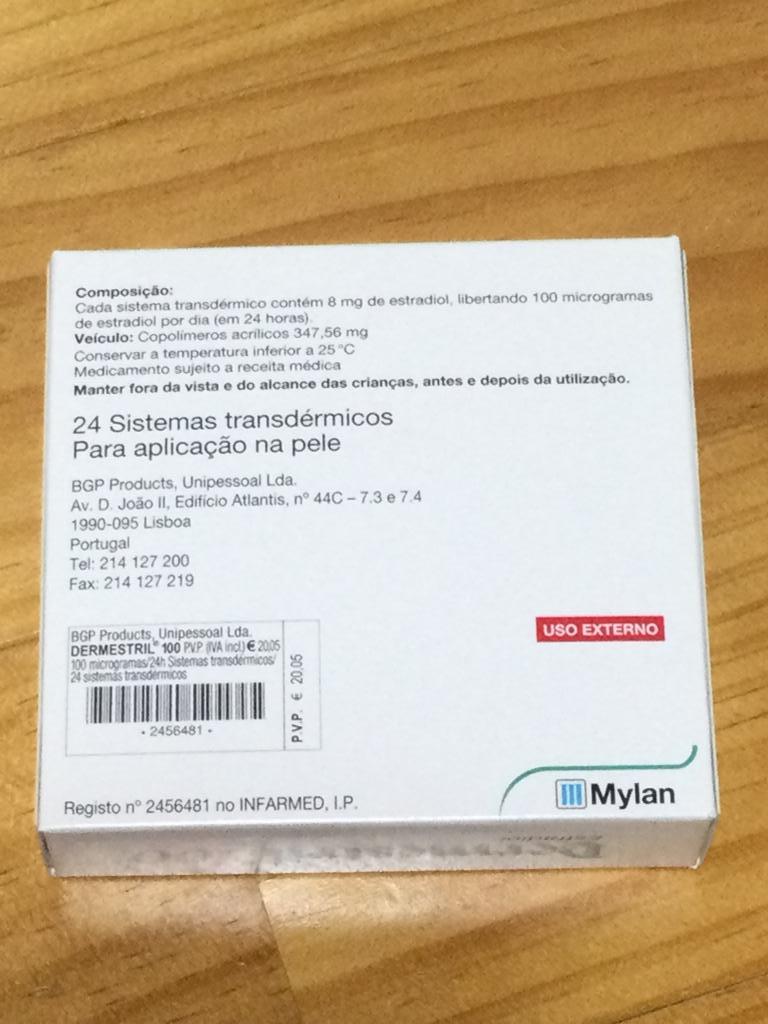 Composição:
Cada sistema transdérmico contém 8 mg de estradiol, libertando 100 microgramas
de estradiol por dia (em 24 horas).
Veículo: Copolímeros acrílicos 347,56 mg
Conservar a temperatura inferior a 25 °C
Medicamento sujeito a receita médica
Manter fora da vista e do alcance das crianças, antes e depois da utilização.
24 Sistemas transdérmicos
Para aplicação na pele
BGP Products, Unipessoal Lda.
Av. D. João II, Edifício Atlantis, nº 44C – 7.3 e 7.4
1990-095 Lisboa
Portugal
Tel: 214 127 200
Fax: 214 127 219
USO EXTERNO
BGP Products, Unipessoal Lda.
DERMESTRIL® 100 P.V.P. (IVA incl.) € 20,05
100 microgramas/24h Sistemas transdérmicos/
24 sistemas transdérmicos
P.V.P. € 20,05
• 2456481 •
Registo nº 2456481 no INFARMED, I.P.
Mylan